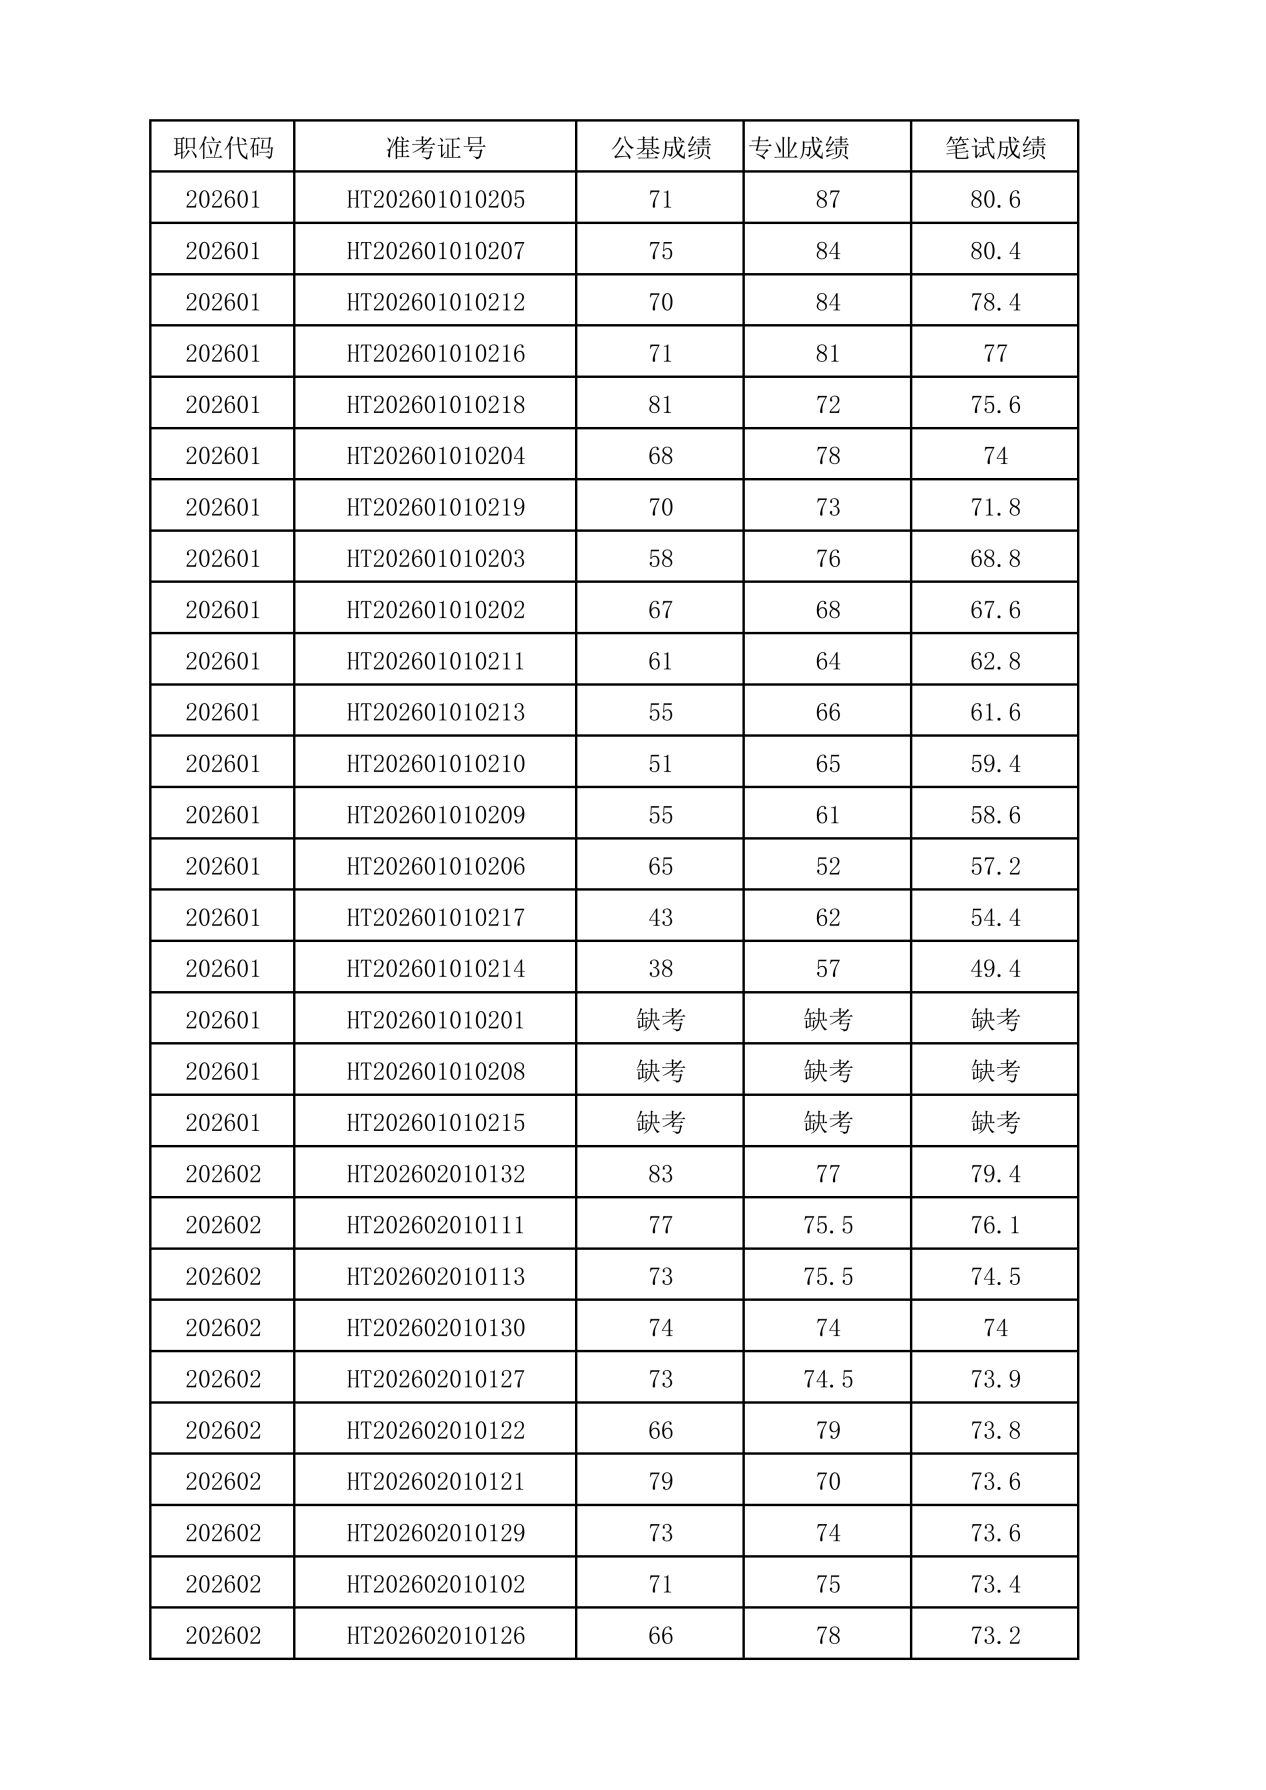 职位代码 准考证号 公基成绩 专业成绩 笔试成绩
202601 HT202601010205 71 87 80.6
202601 HT202601010207 75 84 80.4
202601 HT202601010212 70 84 78.4
202601 HT202601010216 71 81 77
202601 HT202601010218 81 72 75.6
202601 HT202601010204 68 78 74
202601 HT202601010219 70 73 71.8
202601 HT202601010203 58 76 68.8
202601 HT202601010202 67 68 67.6
202601 HT202601010211 61 64 62.8
202601 HT202601010213 55 66 61.6
202601 HT202601010210 51 65 59.4
202601 HT202601010209 55 61 58.6
202601 HT202601010206 65 52 57.2
202601 HT202601010217 43 62 54.4
202601 HT202601010214 38 57 49.4
202601 HT202601010201 缺考 缺考 缺考
202601 HT202601010208 缺考 缺考 缺考
202601 HT202601010215 缺考 缺考 缺考
202602 HT202602010132 83 77 79.4
202602 HT202602010111 77 75.5 76.1
202602 HT202602010113 73 75.5 74.5
202602 HT202602010130 74 74 74
202602 HT202602010127 73 74.5 73.9
202602 HT202602010122 66 79 73.8
202602 HT202602010121 79 70 73.6
202602 HT202602010129 73 74 73.6
202602 HT202602010102 71 75 73.4
202602 HT202602010126 66 78 73.2